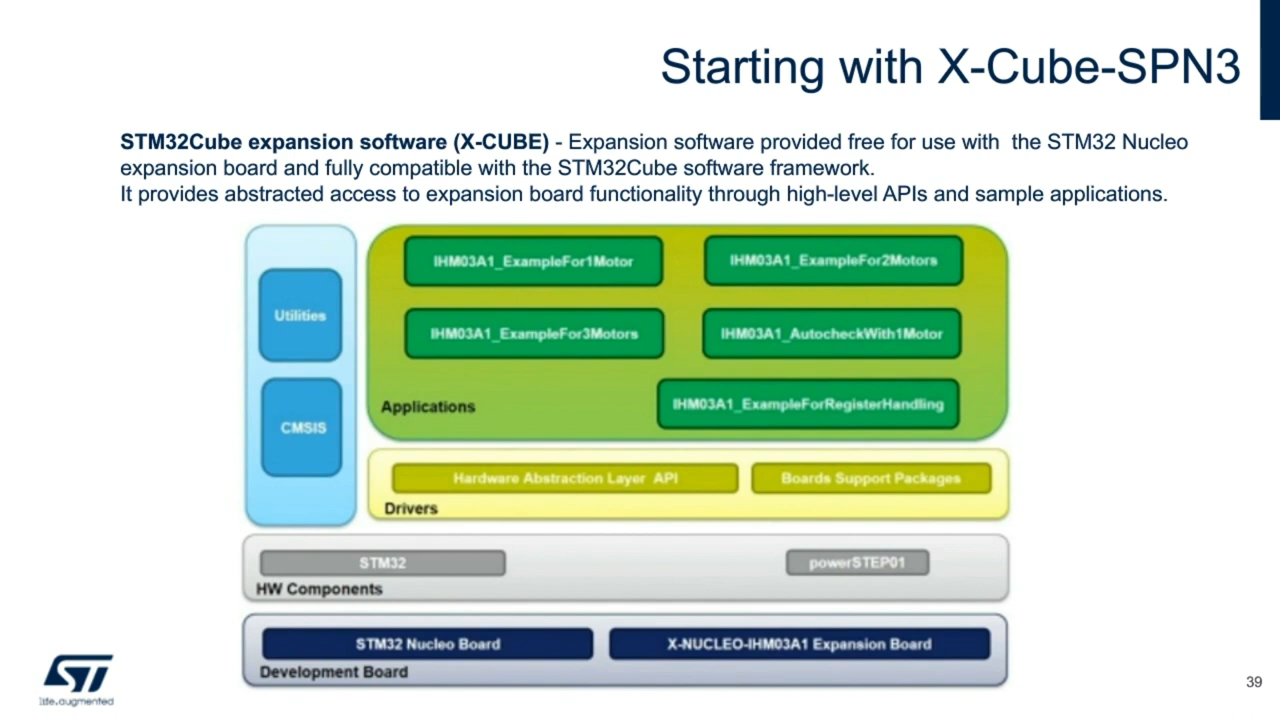 Starting with X-Cube-SPN3
STM32Cube expansion software (X-CUBE) - Expansion software provided free for use with  the STM32 Nucleo
expansion board and fully compatible with the STM32Cube software framework.
It provides abstracted access to expansion board functionality through high-level APIs and sample applications.
Utilities
CMSIS
IHM03A1_ExampleFor1Motor
IHM03A1_ExampleFor2Motors
IHM03A1_ExampleFor3Motors
IHM03A1_AutocheckWith1Motor
Applications
IHM03A1_ExampleForRegisterHandling
Hardware Abstraction Layer  API
Boards Support Packages
Drivers
STM32
powerSTEP01
HW Components
STM32 Nucleo Board
X-NUCLEO-IHM03A1 Expansion Board
Development Board
ST
life.augmented
39